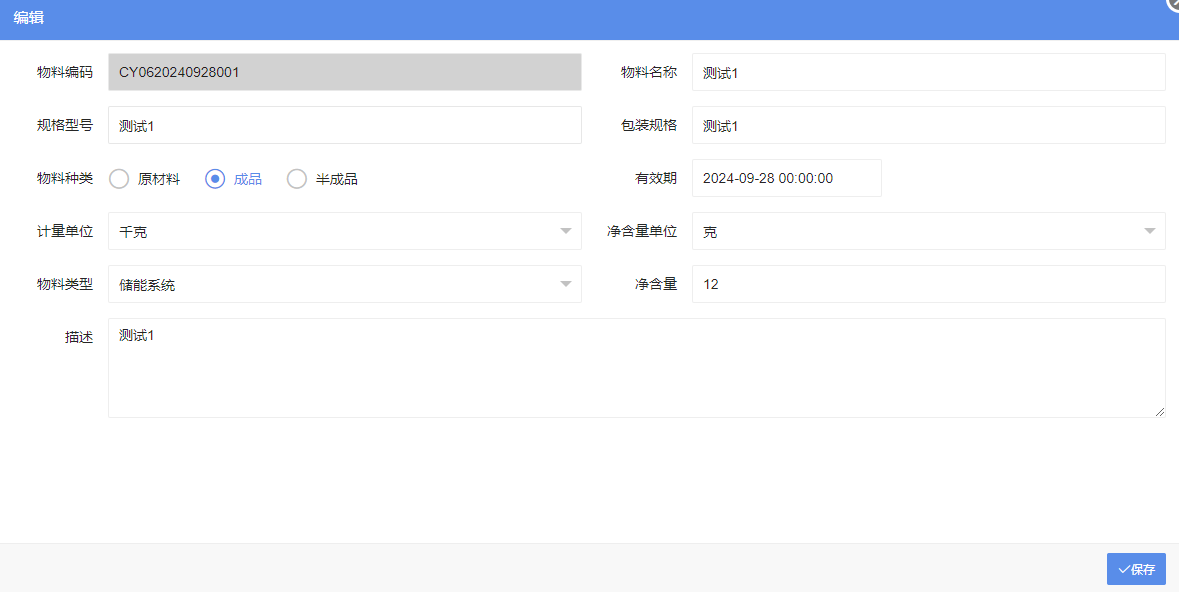 编辑
物料编码 CY0620240928001 物料名称 测试1
规格型号 测试1 包装规格 测试1
物料种类 原材料 成品 半成品 有效期 2024-09-28 00:00:00
计量单位 千克 净含量单位 克
物料类型 储能系统 净含量 12
描述 测试1
保存